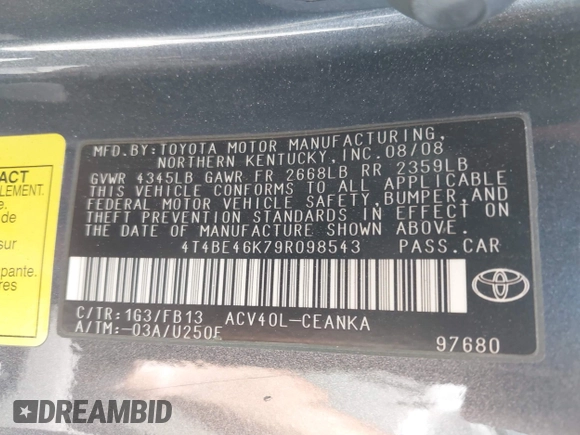 MFD.BY:TOYOTA MOTOR MANUFACTURING,
NORTHERN KENTUCKY, INC. 08/08
GVWR 4345LB GAWR FR 2668LB RR 2359LB
THIS VEHICLE CONFORMS TO ALL APPLICABLE
FEDERAL MOTOR VEHICLE SAFETY, BUMPER, AND
THEFT PREVENTION STANDARDS IN EFFECT ON
THE DATE OF MANUFACTURE SHOWN ABOVE.
4T4BE46K79R098543 PASS.CAR
C/TR:1G3/FB13 ACV40L-CEANKA
A/TM:-03A/U250E
97680
ACT
LEMENT.
re.
de
sur
pante.
res
DREAMBID